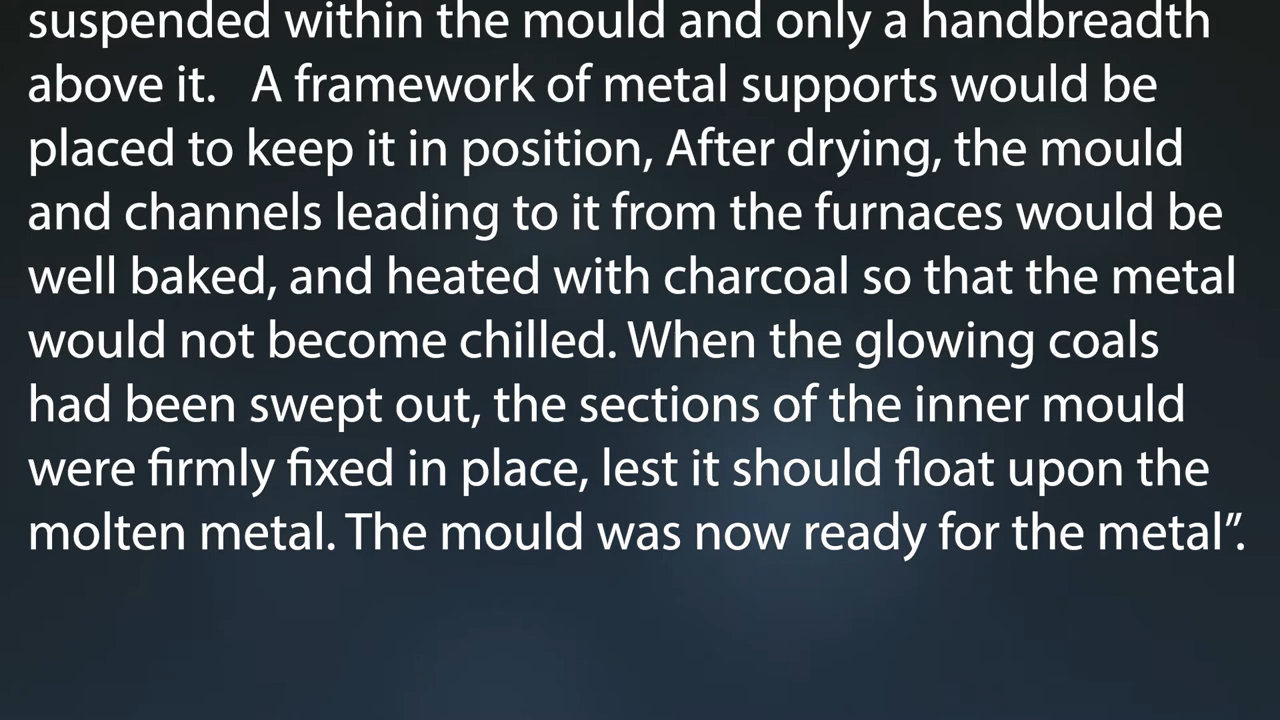 suspended within the mould and only a handbreadth
above it.   A framework of metal supports would be
placed to keep it in position, After drying, the mould
and channels leading to it from the furnaces would be
well baked, and heated with charcoal so that the metal
would not become chilled. When the glowing coals
had been swept out, the sections of the inner mould
were firmly fixed in place, lest it should float upon the
molten metal. The mould was now ready for the metal”.